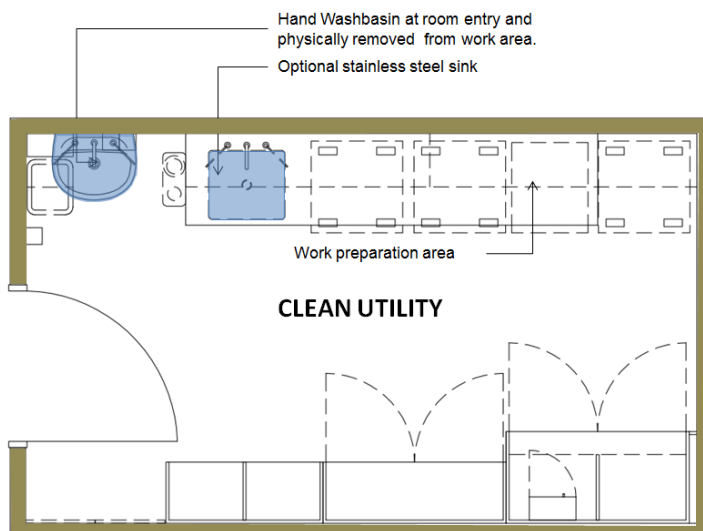 Hand Washbasin at room entry and
physically removed from work area.
Optional stainless steel sink
Work preparation area
CLEAN UTILITY